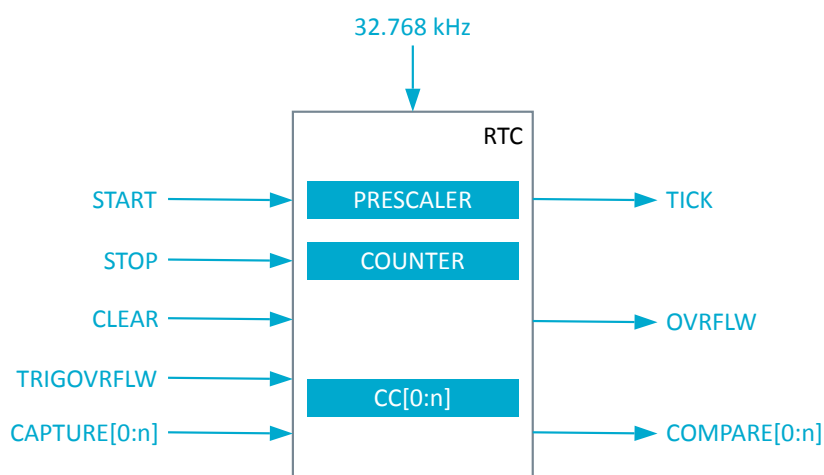 32.768 kHz
RTC
START
PRESCALER
TICK
STOP
COUNTER
CLEAR
OVRFLW
TRIGOVRFLW
CC[0:n]
CAPTURE[0:n]
COMPARE[0:n]